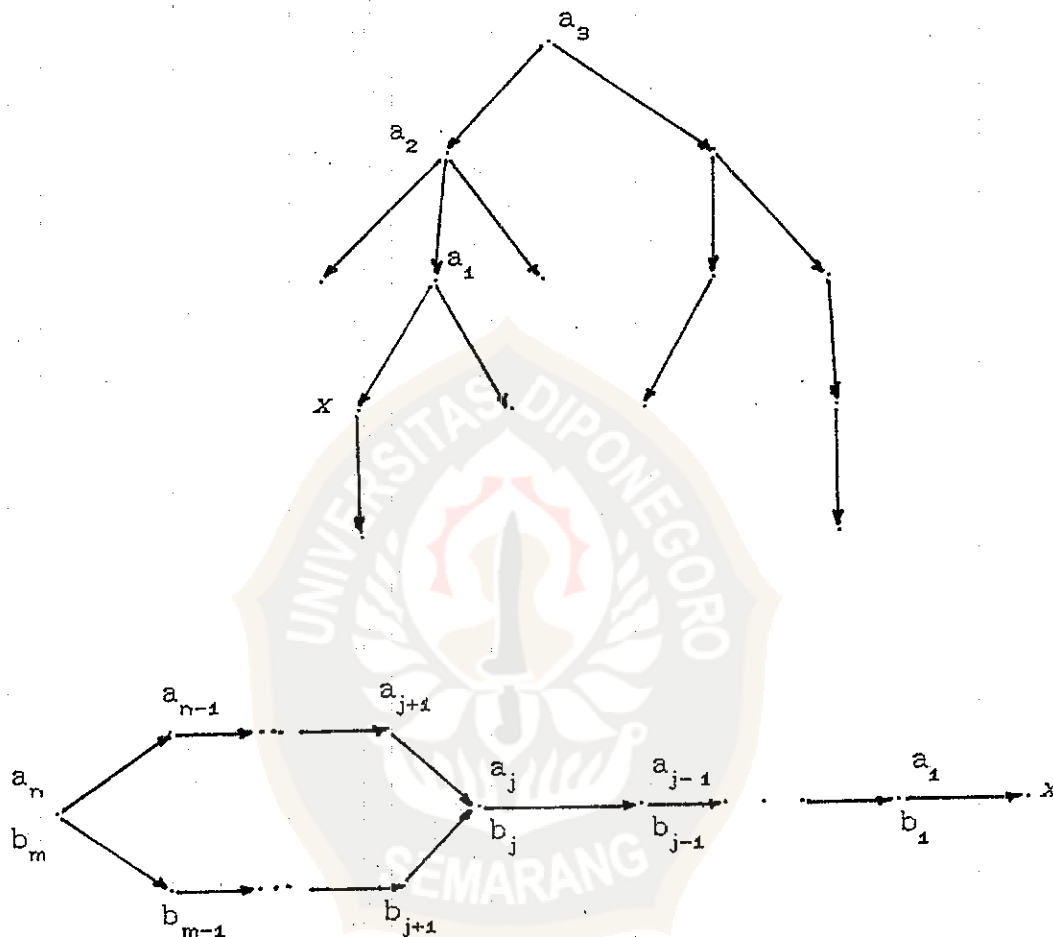 a₃
a₂
a₁
x
UNIVERSITAS DIPONEGORO
SEMARANG
aₙ₋₁ aⱼ₊₁
aₙ aⱼ aⱼ₋₁ a₁ x
bₘ bⱼ bⱼ₋₁ b₁
bₘ₋₁ bⱼ₊₁